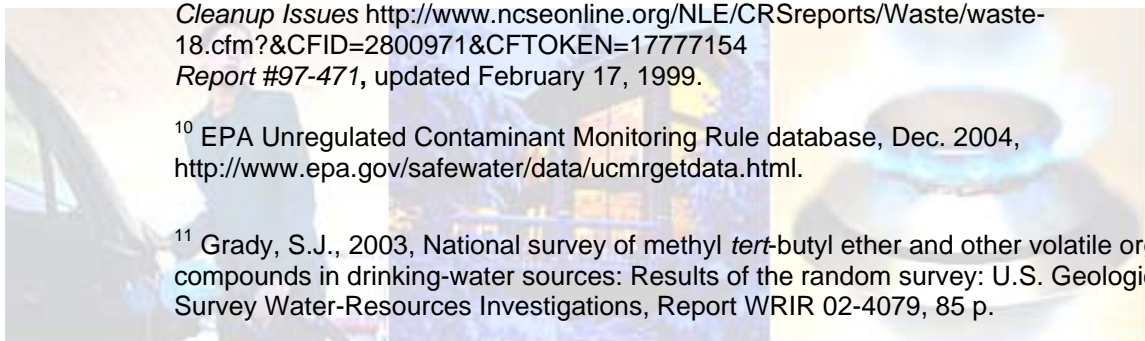 Cleanup Issues http://www.ncseonline.org/NLE/CRSreports/Waste/waste-
18.cfm?&CFID=2800971&CFTOKEN=17777154
Report #97-471, updated February 17, 1999.
10 EPA Unregulated Contaminant Monitoring Rule database, Dec. 2004,
http://www.epa.gov/safewater/data/ucmrgetdata.html.
11 Grady, S.J., 2003, National survey of methyl tert-butyl ether and other volatile
compounds in drinking-water sources: Results of the random survey: U.S.
Survey Water-Resources Investigations, Report WRIR 02-4079, 85 p.